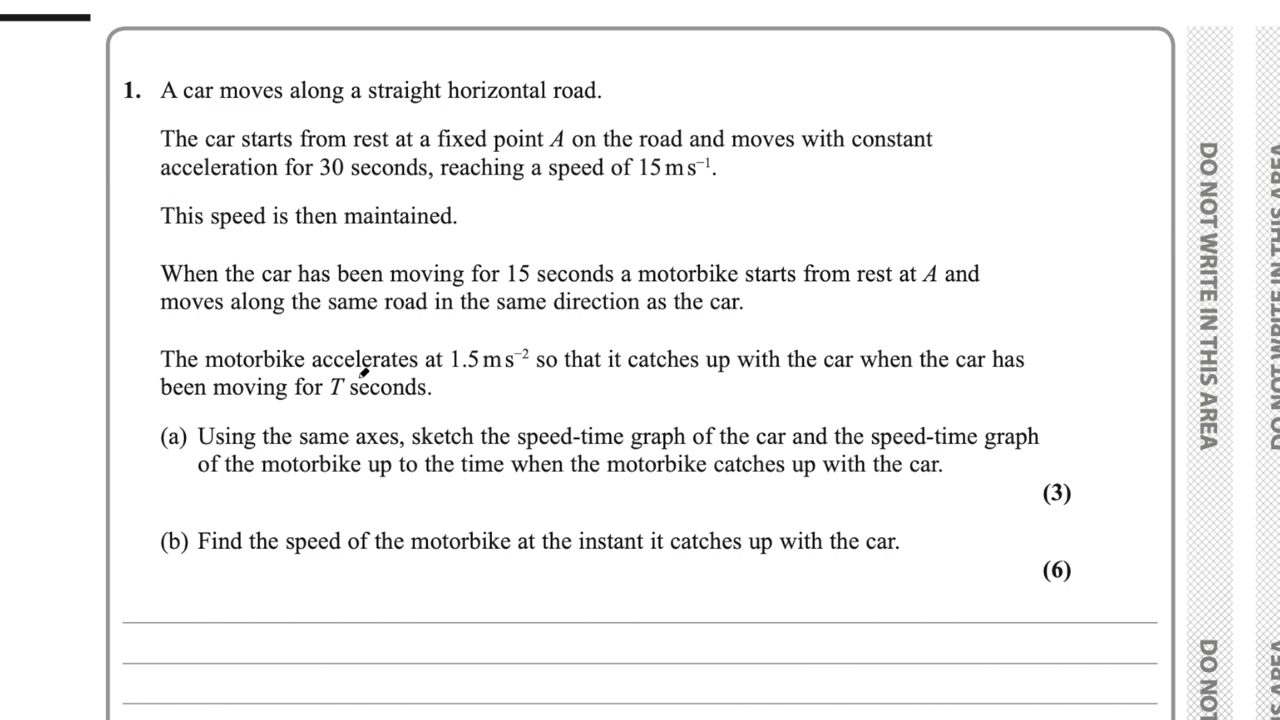 1. A car moves along a straight horizontal road.
The car starts from rest at a fixed point A on the road and moves with constant
acceleration for 30 seconds, reaching a speed of 15 m s⁻¹.
This speed is then maintained.
When the car has been moving for 15 seconds a motorbike starts from rest at A and
moves along the same road in the same direction as the car.
The motorbike accelerates at 1.5 m s⁻² so that it catches up with the car when the car has
been moving for T seconds.
(a) Using the same axes, sketch the speed-time graph of the car and the speed-time graph
of the motorbike up to the time when the motorbike catches up with the car.
(3)
(b) Find the speed of the motorbike at the instant it catches up with the car.
(6)
DO NOT WRITE IN THIS AREA
DO NOT
DO NOT WRITE IN THIS AREA
S AREA